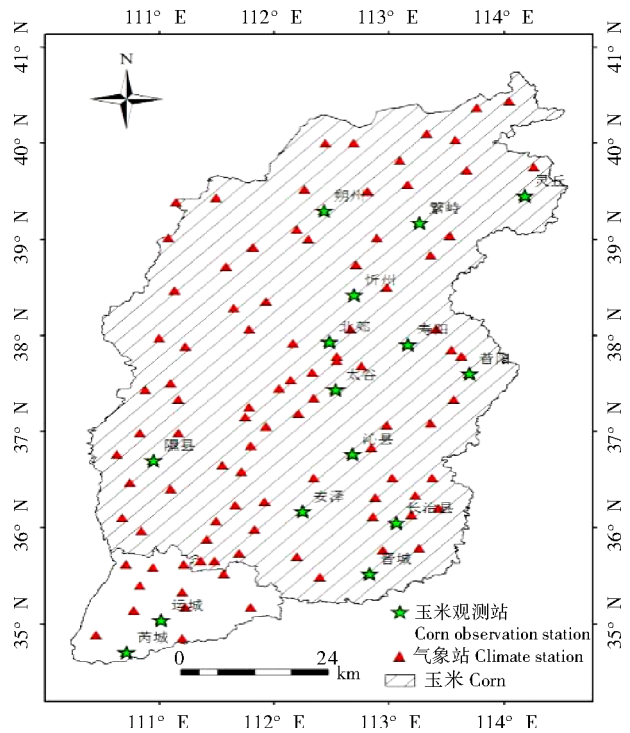 111° E 112° E 113° E 114° E
41° N 41° N
N
40° N 40° N
灵丘
朔州
繁峙
39° N 39° N
忻州
38° N 38° N
寿阳
昔阳
太谷
37° N 37° N
隰县
沁县
安泽
36° N 36° N
长治县
晋城
运城
35° N 35° N
芮城
玉米观测站
Corn observation station
气象站 Climate station
玉米 Corn
0 24
km
111° E 112° E 113° E 114° E